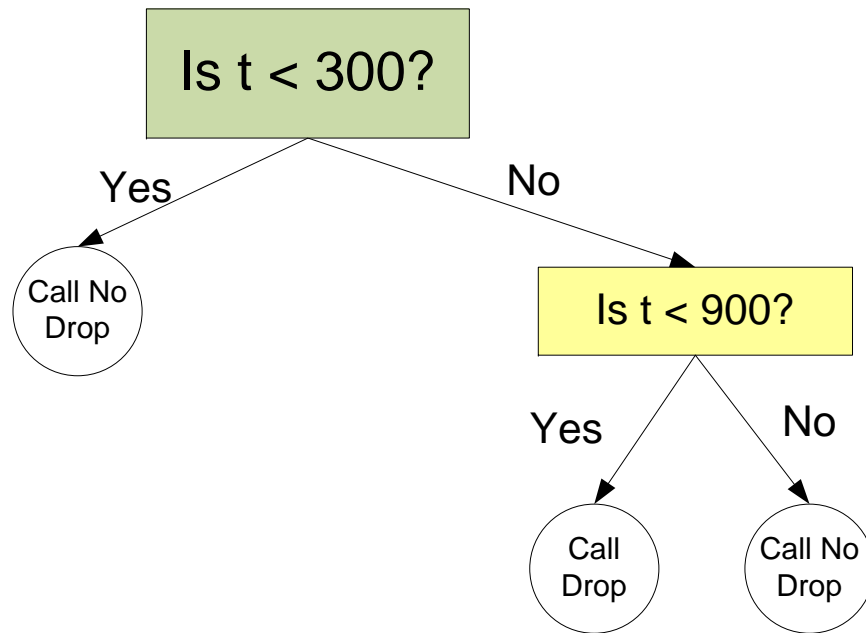 Is t < 300?
Yes
No
Call No
Drop
Is t < 900?
Yes
No
Call
Drop
Call No
Drop